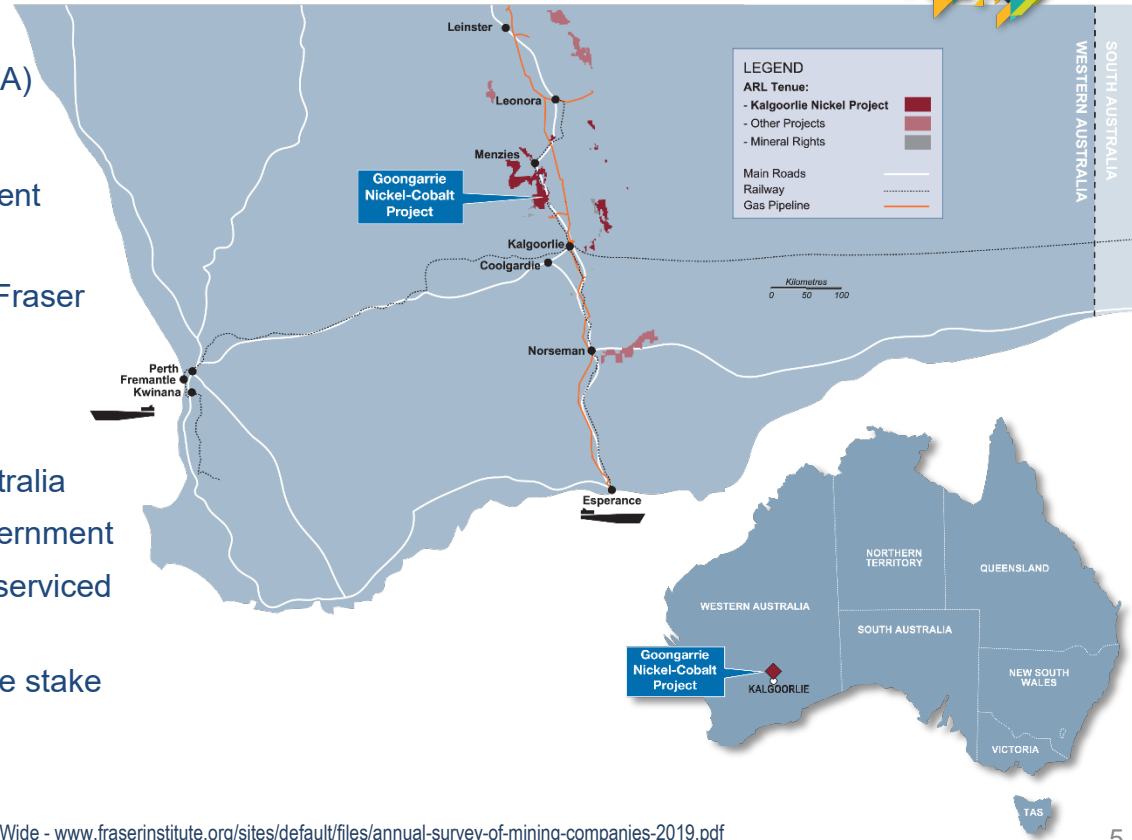 A)
ent
Fraser
tralia
ernment
serviced
e stake
Leinster
Leonora
Menzies
Goongarrie
Nickel-Cobalt
Project
Kalgoorlie
Coolgardie
Norseman
Perth
Fremantle
Kwinana
Esperance
LEGEND
ARL Tenue:
- Kalgoorlie Nickel Project
- Other Projects
- Mineral Rights
Main Roads
Railway
Gas Pipeline
WESTERN AUSTRALIA
SOUTH AUSTRALIA
Kilometres
0 50 100
NORTHERN
TERRITORY
QUEENSLAND
WESTERN AUSTRALIA
SOUTH AUSTRALIA
Goongarrie
Nickel-Cobalt
Project
KALGOORLIE
NEW SOUTH
WALES
VICTORIA
TAS
Wide - www.fraserinstitute.org/sites/default/files/annual-survey-of-mining-companies-2019.pdf
5